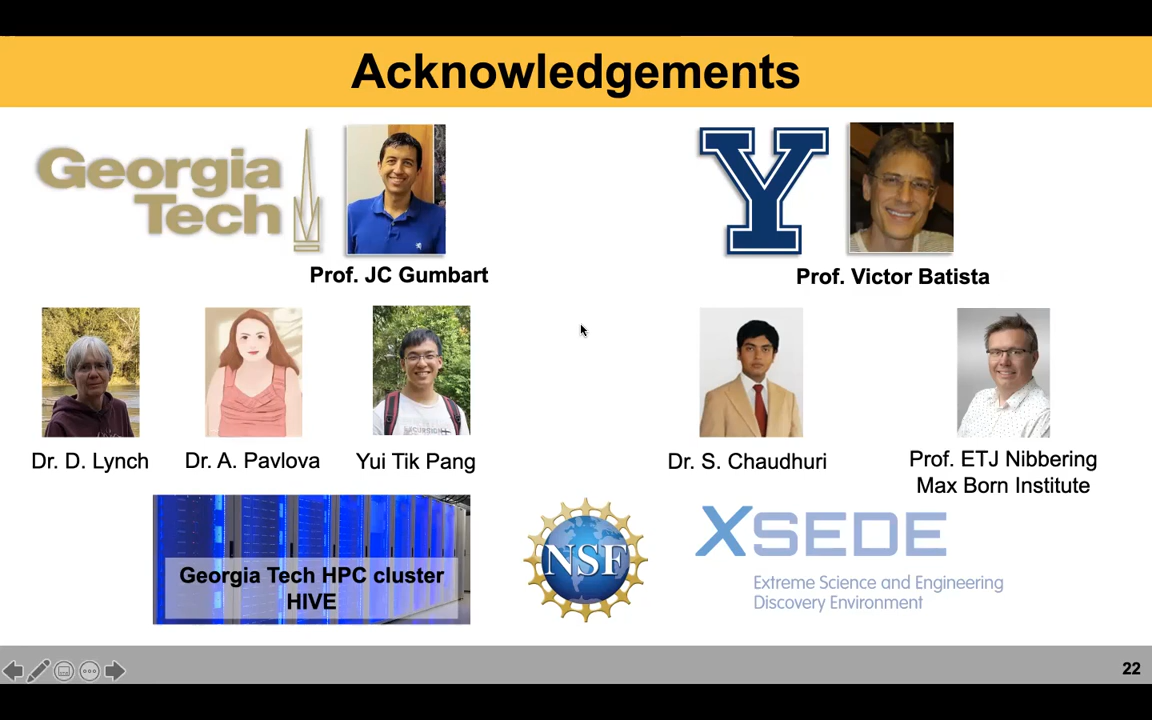 Acknowledgements
Georgia
Tech
Y
Prof. JC Gumbart
Prof. Victor Batista
Dr. D. Lynch
Dr. A. Pavlova
Yui Tik Pang
Dr. S. Chaudhuri
Prof. ETJ Nibbering
Max Born Institute
Georgia Tech HPC cluster
HIVE
NSF
XSEDE
Extreme Science and Engineering
Discovery Environment
22